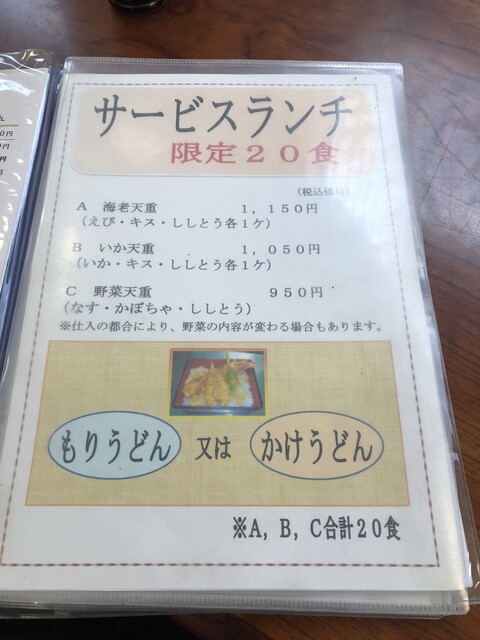 サービスランチ
限定２０食
（税込価格）
A 海老天重 １，１５０円
（えび・キス・ししとう各１ケ）
B いか天重 １，０５０円
（いか・キス・ししとう各１ケ）
C 野菜天重 ９５０円
（なす・かぼちゃ・ししとう）
※仕入の都合により、野菜の内容が変わる場合もあります。
もりうどん 又は かけうどん
※A，B，C合計２０食